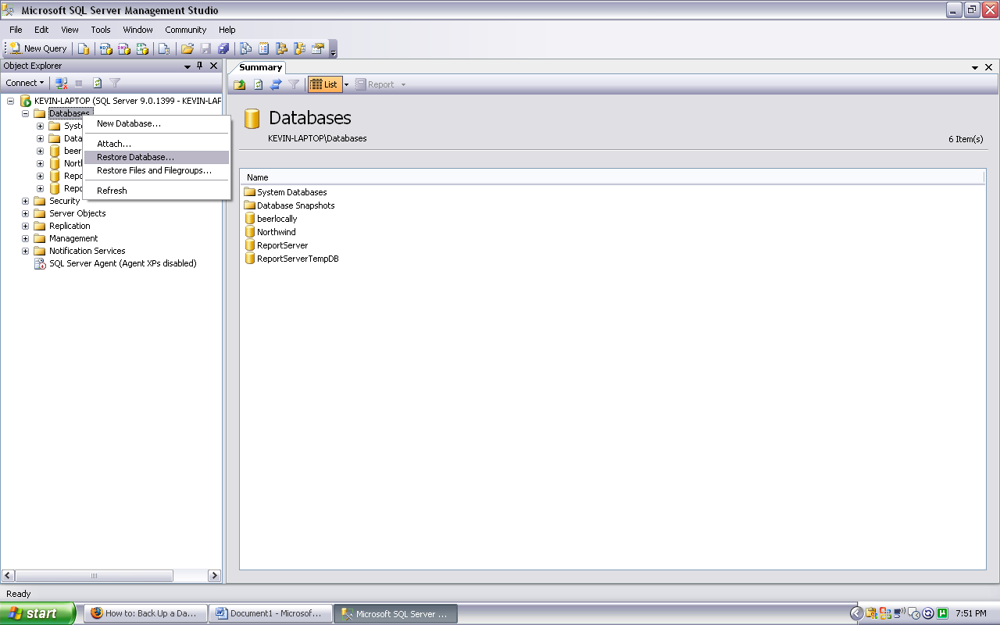 Microsoft SQL Server Management Studio
File Edit View Tools Window Community Help
New Query
Object Explorer
Connect
KEVIN-LAPTOP (SQL Server 9.0.1399 - KEVIN-LAP
Databases
Syst
Data
beer
Nort
Repo
Repo
Security
Server Objects
Replication
Management
Notification Services
SQL Server Agent (Agent XPs disabled)
New Database...
Attach...
Restore Database...
Restore Files and Filegroups...
Refresh
Summary
List Report
Databases
KEVIN-LAPTOP\Databases
6 Item(s)
Name
System Databases
Database Snapshots
beerlocally
Northwind
ReportServer
ReportServerTempDB
Ready
start
How to: Back Up a Da...
Document1 - Microsof...
Microsoft SQL Server ...
7:51 PM